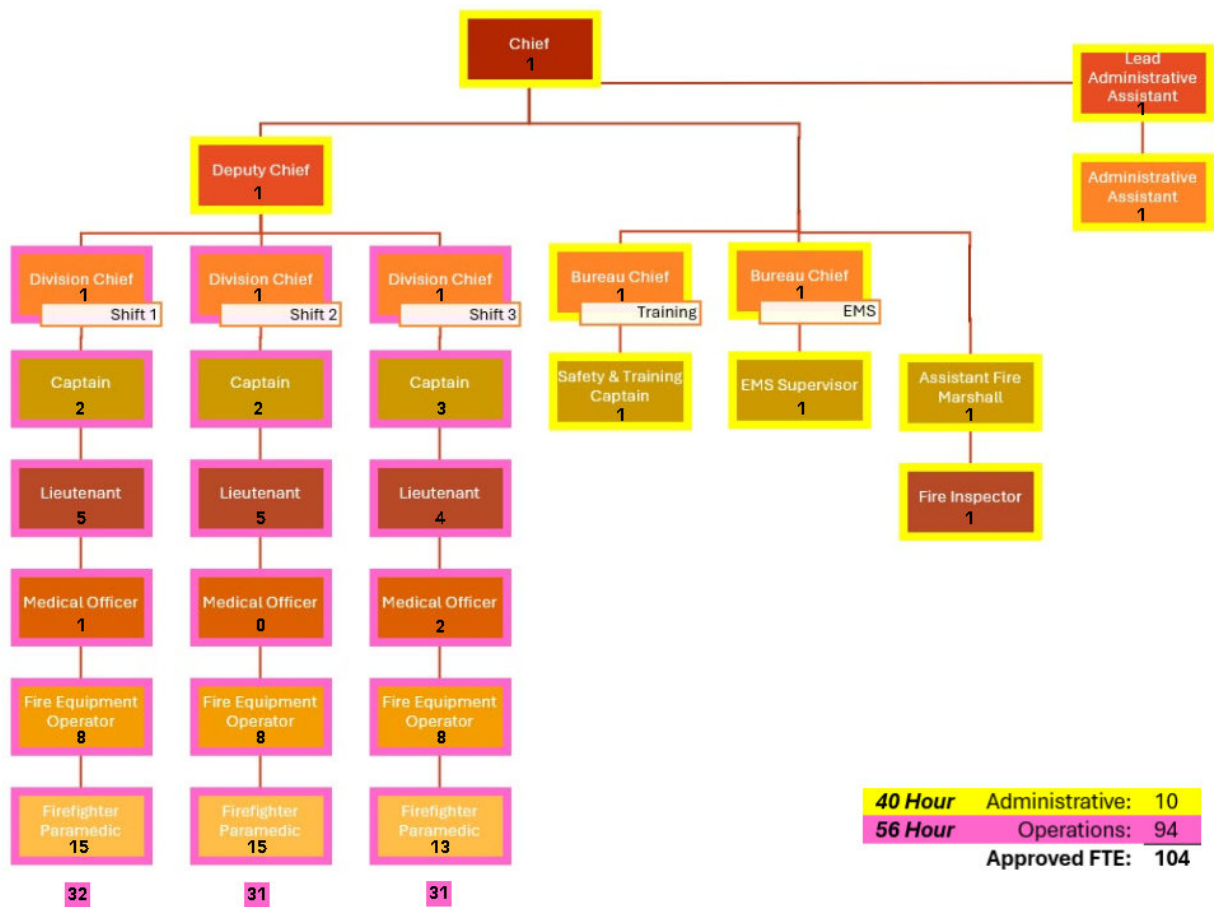 Chief
1
Lead
Administrative
Assistant
1
Administrative
Assistant
1
Deputy Chief
1
Division Chief
1
Shift 1
Division Chief
1
Shift 2
Division Chief
1
Shift 3
Bureau Chief
1
Training
Bureau Chief
1
EMS
Captain
2
Captain
2
Captain
3
Safety & Training
Captain
1
EMS Supervisor
1
Assistant Fire
Marshall
1
Lieutenant
5
Lieutenant
5
Lieutenant
4
Fire Inspector
1
Medical Officer
1
Medical Officer
0
Medical Officer
2
Fire Equipment
Operator
8
Fire Equipment
Operator
8
Fire Equipment
Operator
8
Firefighter
Paramedic
15
Firefighter
Paramedic
15
Firefighter
Paramedic
13
32
31
31
40 Hour Administrative: 10
56 Hour Operations: 94
Approved FTE: 104